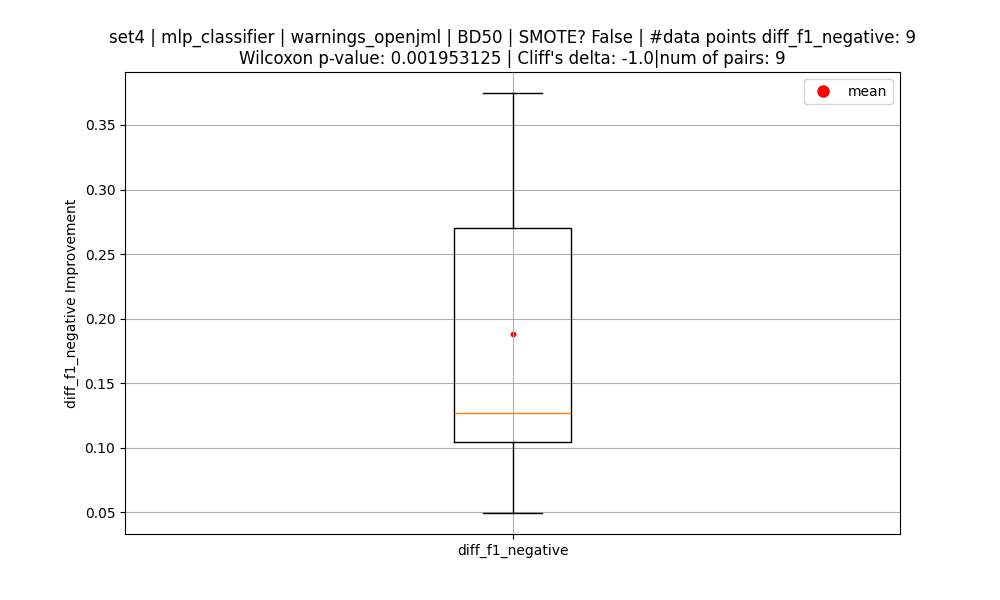 set4 | mlp_classifier | warnings_openjml | BD50 | SMOTE? False | #data points diff_f1_negative: 9
Wilcoxon p-value: 0.001953125 | Cliff's delta: -1.0|num of pairs: 9
mean
0.35
0.30
0.25
0.20
0.15
0.10
0.05
diff_f1_negative Improvement
diff_f1_negative